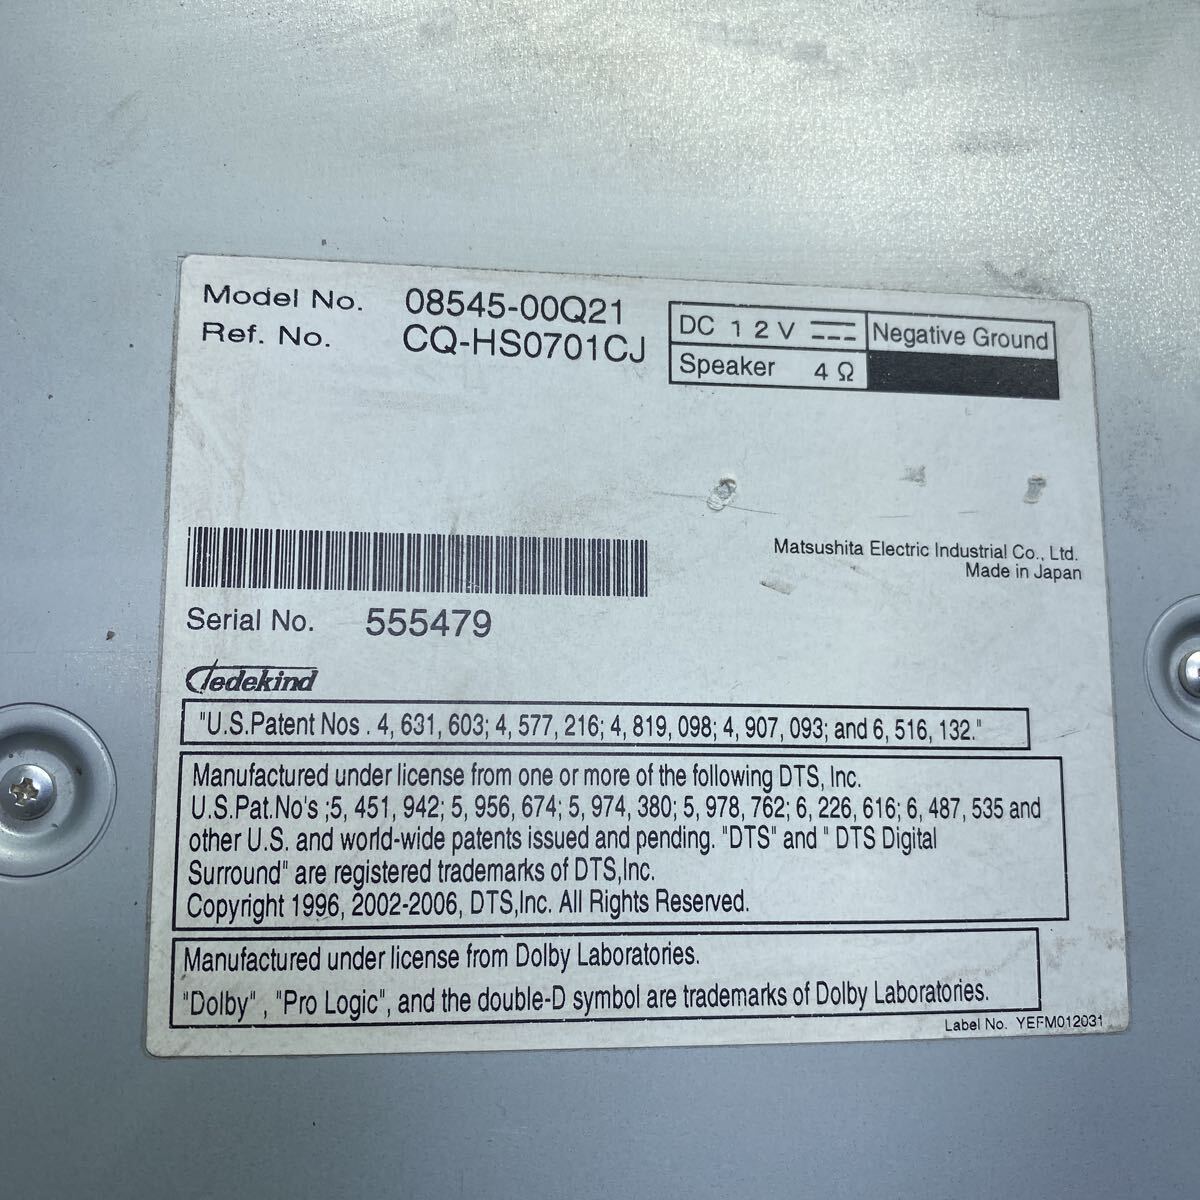 Model No. 08545-00Q21
Ref. No. CQ-HS0701CJ
DC 12V
Negative Ground
Speaker 4Ω
Matsushita Electric Industrial Co., Ltd.
Made in Japan
Serial No. 555479
Gedekind
"U.S.Patent Nos . 4, 631, 603; 4, 577, 216; 4, 819, 098; 4, 907, 093; and 6, 516, 132."
Manufactured under license from one or more of the following DTS, Inc.
U.S.Pat.No's ;5, 451, 942; 5, 956, 674; 5, 974, 380; 5, 978, 762; 6, 226, 616; 6, 487, 535 and
other U.S. and world-wide patents issued and pending. "DTS" and " DTS Digital
Surround" are registered trademarks of DTS,Inc.
Copyright 1996, 2002-2006, DTS,Inc. All Rights Reserved.
Manufactured under license from Dolby Laboratories.
"Dolby" , "Pro Logic", and the double-D symbol are trademarks of Dolby Laboratories.
Label No. YEFM012031